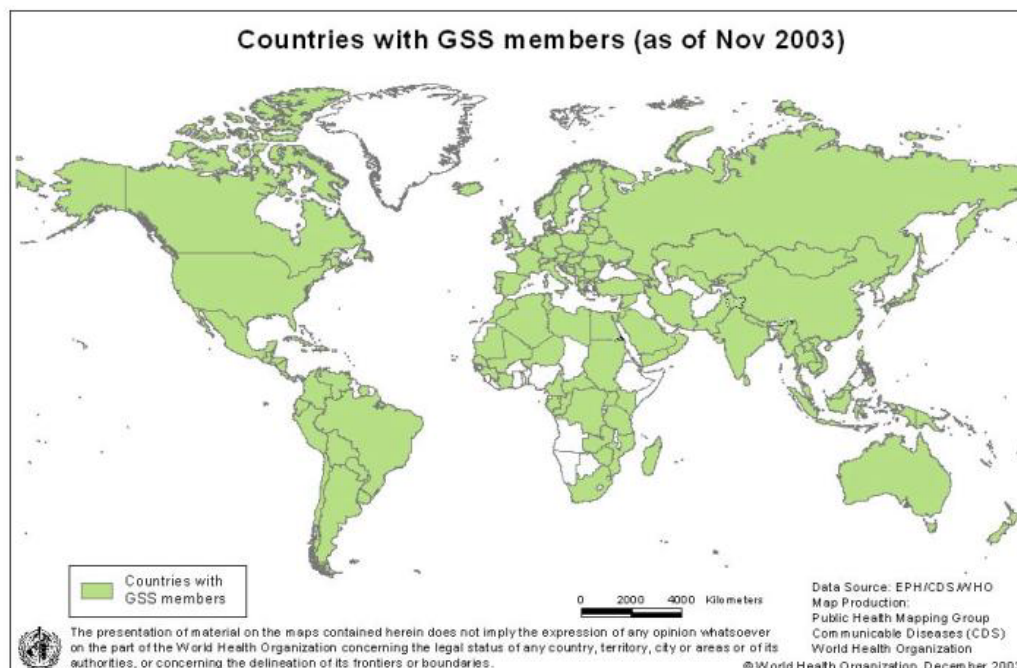 Countries with GSS members (as of Nov 2003)
Countries with
GSS members
0 2000 4000 Kilometers
Data Source: EPH/CDS/WHO
Map Production:
Public Health Mapping Group
Communicable Diseases (CDS)
World Health Organization
© World Health Organization, December
The presentation of material on the maps contained herein does not imply the expression of any opinion whatsoever
on the part of the World Health Organization concerning the legal status of any country, territory, city or areas or of its
authorities, or concerning the delineation of its frontiers or boundaries.